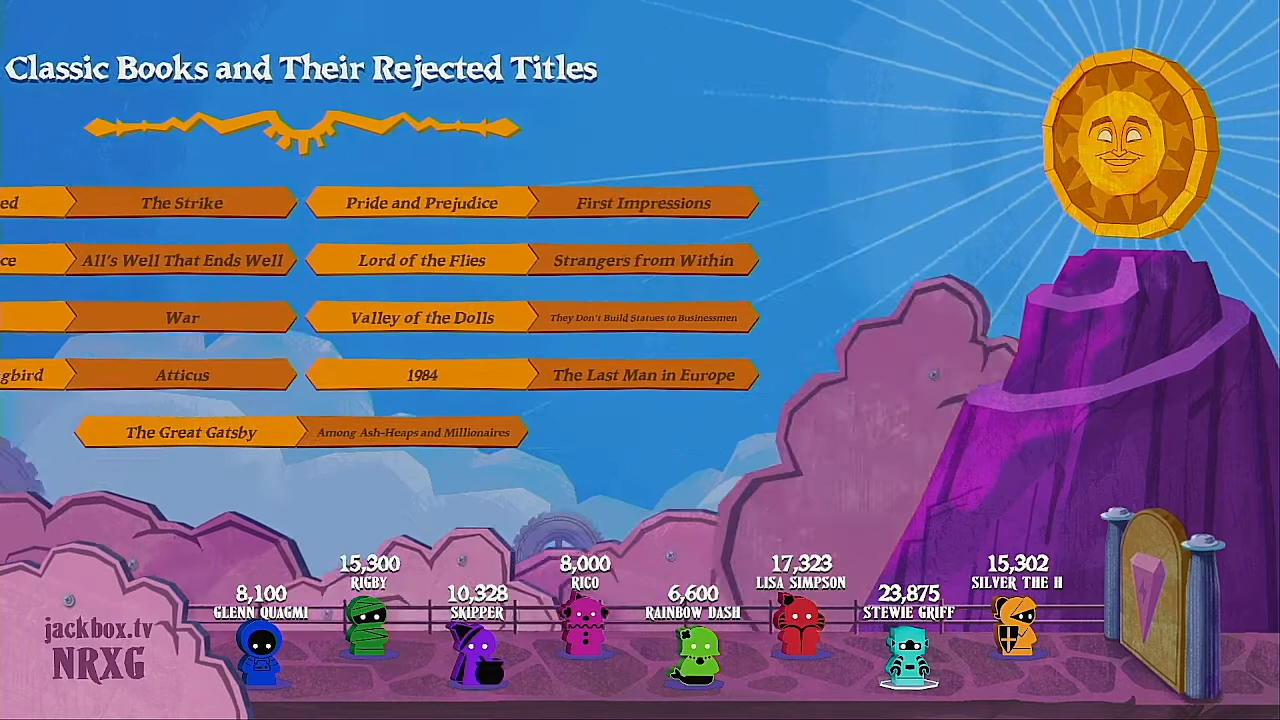 Classic Books and Their Rejected Titles
ed The Strike Pride and Prejudice First Impressions
ce All's Well That Ends Well Lord of the Flies Strangers from Within
War Valley of the Dolls They Don't Build Statues to Businessmen
gbird Atticus 1984 The Last Man in Europe
The Great Gatsby Among Ash-Heaps and Millionaires
15,300 8,000 17,323 15,302
RIGBY RICO LISA SIMPSON SILVER THE H
8,100 10,328 6,600 23,875
GLENN QUAGMI SKIPPER RAINBOW DASH STEWIE GRIFF
jackbox.tv
NRXG